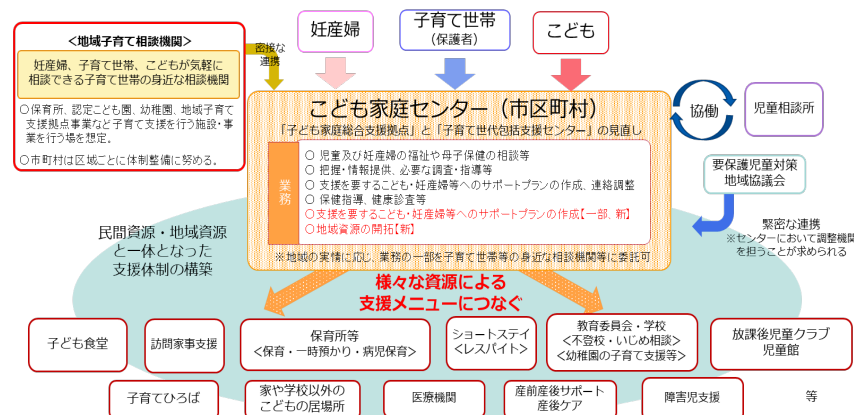 <地域子育て相談機関>
妊産婦、子育て世帯、こどもが気軽に
相談できる子育て世帯の身近な相談機関
○保育所、認定こども園、幼稚園、地域子育て
支援拠点事業など子育て支援を行う施設・事
業を行う場を想定。
○市町村は区域ごとに体制整備に努める。
密接な
連携
妊産婦
子育て世帯
(保護者)
こども
こども家庭センター(市区町村)
「子ども家庭総合支援拠点」と「子育て世代包括支援センター」の見直し
業務
○ 児童及び妊産婦の福祉や母子保健の相談等
○ 把握・情報提供、必要な調査・指導等
○ 支援を要するこども・妊産婦等へのサポートプランの作成、連絡調整
○ 保健指導、健康診査等
○支援を要するこども・妊産婦等へのサポートプランの作成【一部、新】
○地域資源の開拓【新】
※地域の実情に応じ、業務の一部を子育て世帯等の身近な相談機関等に委託可
協働
児童相談所
要保護児童対策
地域協議会
緊密な連携
※センターにおいて調整機関
を担うことが求められる
民間資源・地域資源
と一体となった
支援体制の構築
様々な資源による
支援メニューにつなぐ
子ども食堂
訪問家事支援
保育所等
<保育・一時預かり・病児保育>
ショートステイ
<レスパイト>
教育委員会・学校
<不登校・いじめ相談>
<幼稚園の子育て支援等>
放課後児童クラブ
児童館
子育てひろば
家や学校以外の
こどもの居場所
医療機関
産前産後サポート
産後ケア
障害児支援
等